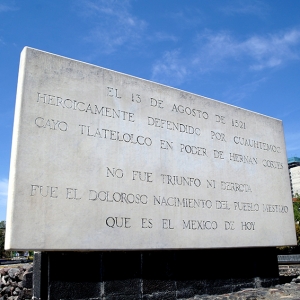 EL 13 DE AGOSTO DE 1521
HEROICAMENTE DEFENDIDO POR CUAUHTEMOC
CAYO TLATELOLCO EN PODER DE HERNAN CORTES
NO FUE TRIUNFO NI DERROTA
FUE EL DOLOROSO NACIMIENTO DEL PUEBLO MESTIZO
QUE ES EL MEXICO DE HOY